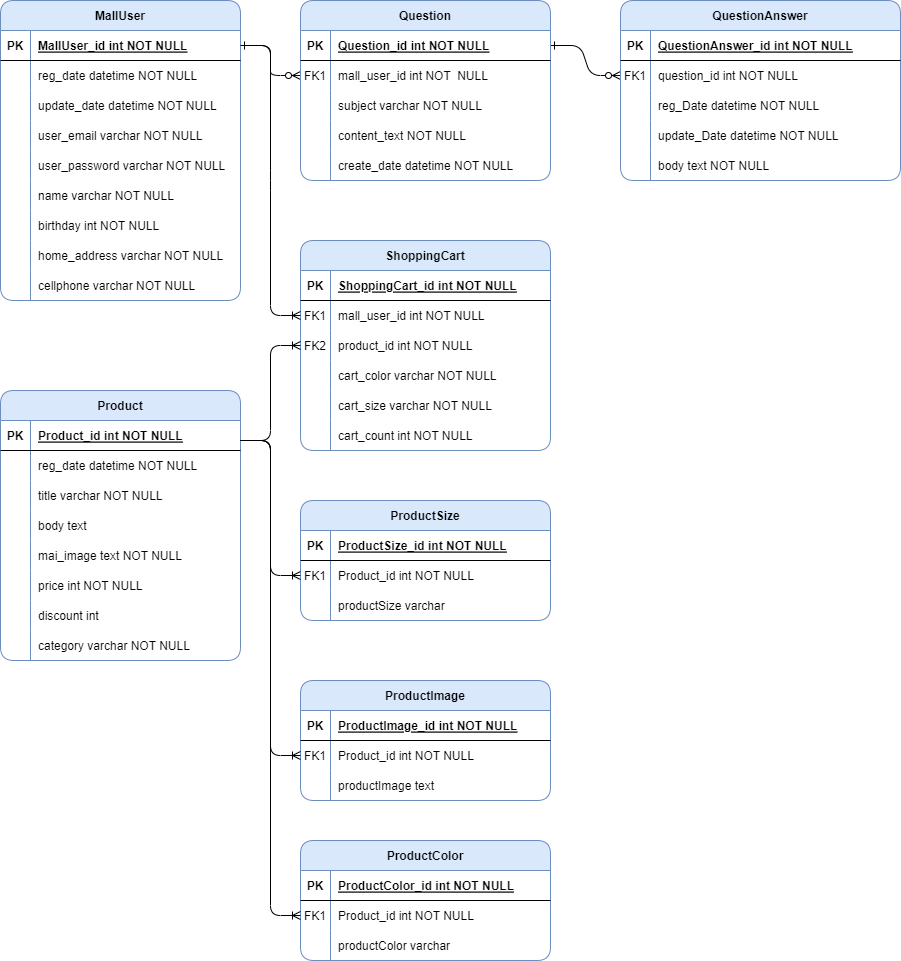 MallUser
PK MallUser_id int NOT NULL
reg_date datetime NOT NULL
update_date datetime NOT NULL
user_email varchar NOT NULL
user_password varchar NOT NULL
name varchar NOT NULL
birthday int NOT NULL
home_address varchar NOT NULL
cellphone varchar NOT NULL
Question
PK Question_id int NOT NULL
FK1 mall_user_id int NOT NULL
subject varchar NOT NULL
content_text NOT NULL
create_date datetime NOT NULL
QuestionAnswer
PK QuestionAnswer_id int NOT NULL
FK1 question_id int NOT NULL
reg_Date datetime NOT NULL
update_Date datetime NOT NULL
body text NOT NULL
ShoppingCart
PK ShoppingCart_id int NOT NULL
FK1 mall_user_id int NOT NULL
FK2 product_id int NOT NULL
cart_color varchar NOT NULL
cart_size varchar NOT NULL
cart_count int NOT NULL
Product
PK Product_id int NOT NULL
reg_date datetime NOT NULL
title varchar NOT NULL
body text
mai_image text NOT NULL
price int NOT NULL
discount int
category varchar NOT NULL
ProductSize
PK ProductSize_id int NOT NULL
FK1 Product_id int NOT NULL
productSize varchar
ProductImage
PK ProductImage_id int NOT NULL
FK1 Product_id int NOT NULL
productImage text
ProductColor
PK ProductColor_id int NOT NULL
FK1 Product_id int NOT NULL
productColor varchar